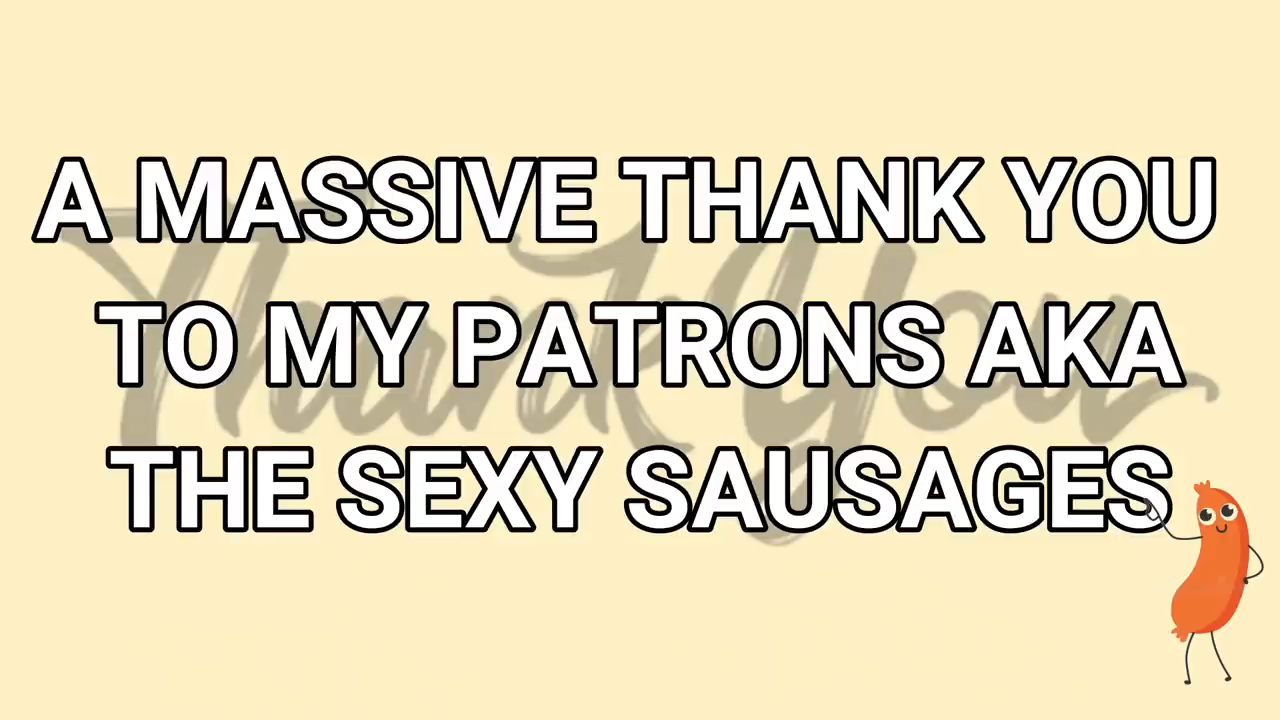 A MASSIVE THANK YOU
TO MY PATRONS AKA
THE SEXY SAUSAGES
Thank You